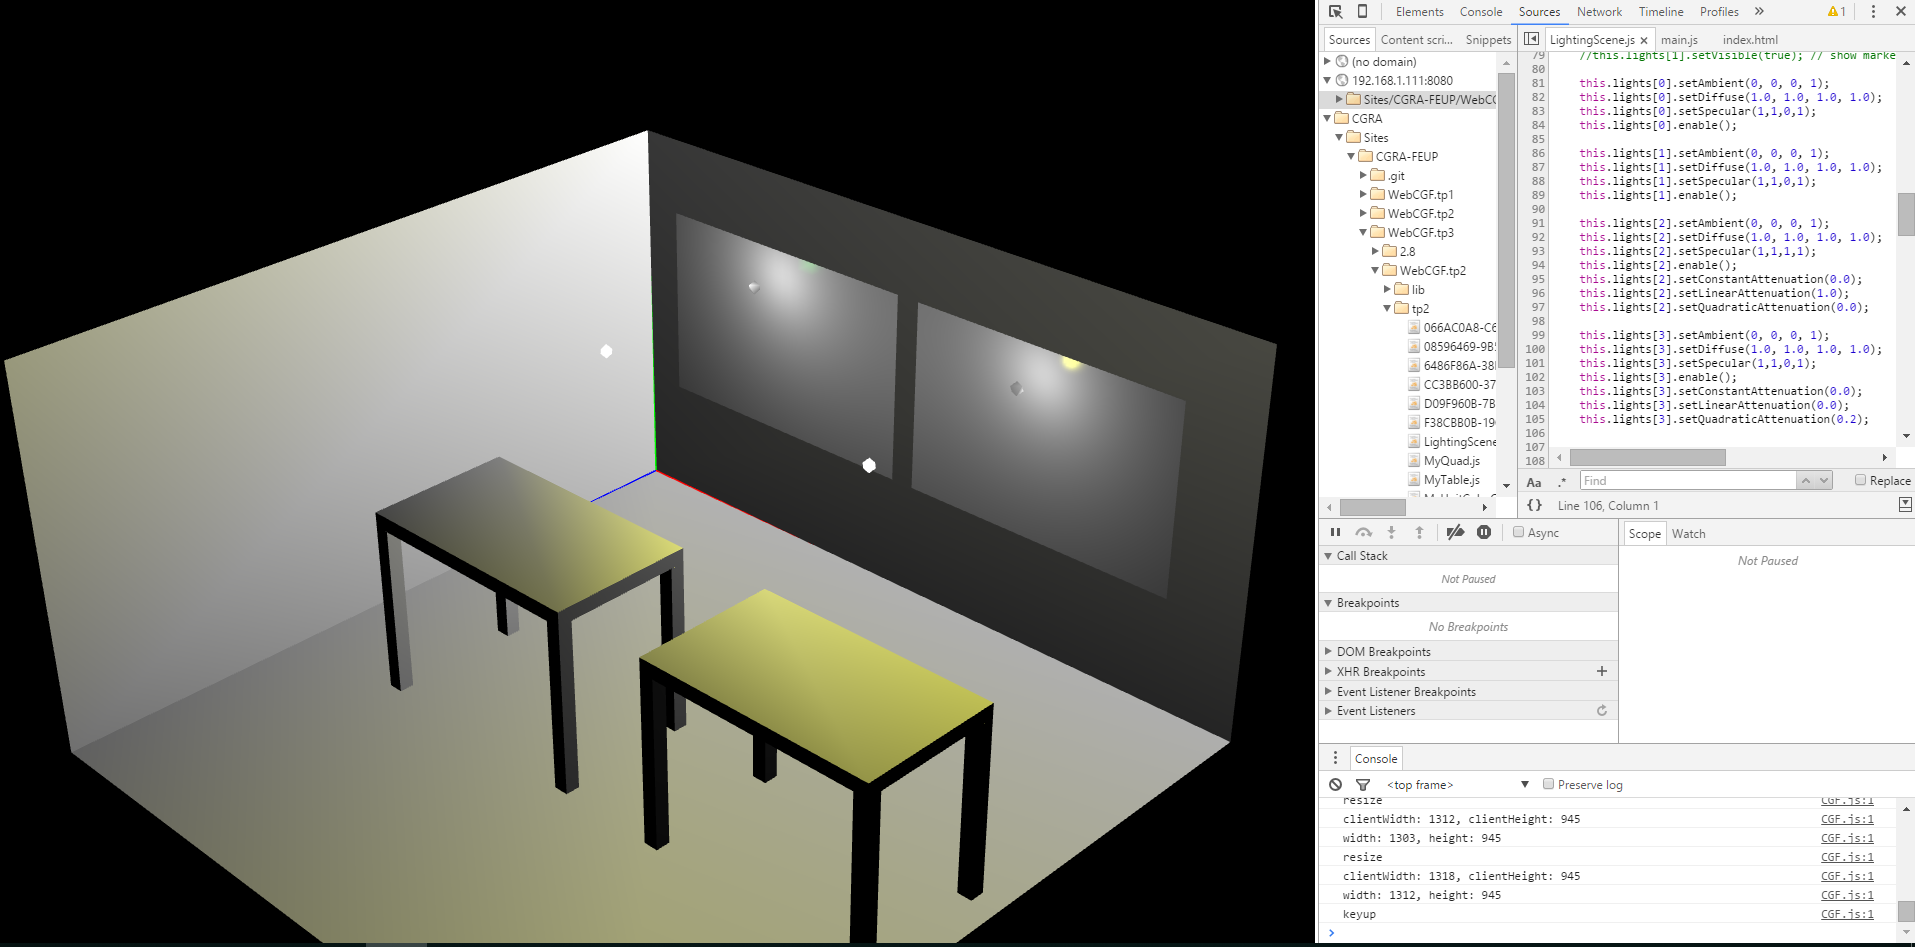 Elements Console Sources Network Timeline Profiles » 1
Sources Content scri... Snippets
LightingScene.js × main.js index.html
(no domain)
192.168.1.111:8080
Sites/CGRA-FEUP/WebCG
CGRA
Sites
CGRA-FEUP
.git
WebCGF.tp1
WebCGF.tp2
WebCGF.tp3
2.8
WebCGF.tp2
lib
tp2
066AC0A8-C6
08596469-9B
6486F86A-38
CC3BB600-37
D09F960B-7B
F38CBB0B-19
LightingScene
MyQuad.js
MyTable.js
79 //this.lights[1].setVisible(true); // show marke
80
81 this.lights[0].setAmbient(0, 0, 0, 1);
82 this.lights[0].setDiffuse(1.0, 1.0, 1.0, 1.0);
83 this.lights[0].setSpecular(1,1,0,1);
84 this.lights[0].enable();
85
86 this.lights[1].setAmbient(0, 0, 0, 1);
87 this.lights[1].setDiffuse(1.0, 1.0, 1.0, 1.0);
88 this.lights[1].setSpecular(1,1,0,1);
89 this.lights[1].enable();
90
91 this.lights[2].setAmbient(0, 0, 0, 1);
92 this.lights[2].setDiffuse(1.0, 1.0, 1.0, 1.0);
93 this.lights[2].setSpecular(1,1,1,1);
94 this.lights[2].enable();
95 this.lights[2].setConstantAttenuation(0.0);
96 this.lights[2].setLinearAttenuation(1.0);
97 this.lights[2].setQuadraticAttenuation(0.0);
98
99 this.lights[3].setAmbient(0, 0, 0, 1);
100 this.lights[3].setDiffuse(1.0, 1.0, 1.0, 1.0);
101 this.lights[3].setSpecular(1,1,0,1);
102 this.lights[3].enable();
103 this.lights[3].setConstantAttenuation(0.0);
104 this.lights[3].setLinearAttenuation(0.0);
105 this.lights[3].setQuadraticAttenuation(0.2);
106
107
108
Aa .* Find Replace
{} Line 106, Column 1
Async
Scope Watch
Call Stack
Not Paused
Not Paused
Breakpoints
No Breakpoints
DOM Breakpoints
XHR Breakpoints +
Event Listener Breakpoints
Event Listeners
Console
<top frame> Preserve log
resize CGF.js:1
clientWidth: 1312, clientHeight: 945 CGF.js:1
width: 1303, height: 945 CGF.js:1
resize CGF.js:1
clientWidth: 1318, clientHeight: 945 CGF.js:1
width: 1312, height: 945 CGF.js:1
keyup CGF.js:1
>